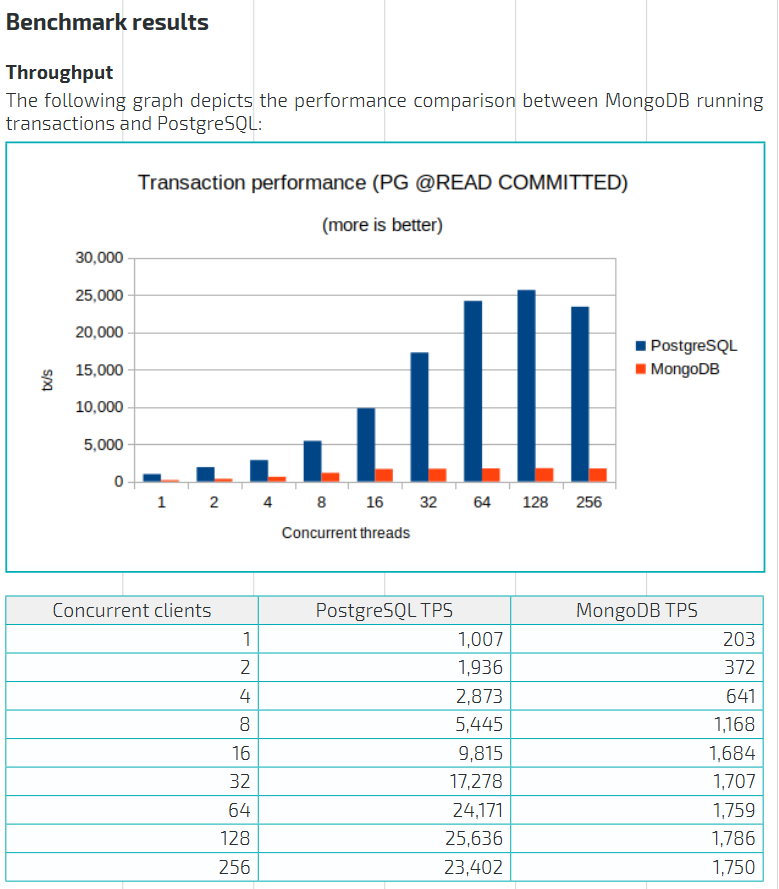 Benchmark results
Throughput
The following graph depicts the performance comparison between MongoDB running
transactions and PostgreSQL:
Transaction performance (PG @READ COMMITTED)
(more is better)
30,000
25,000
20,000
15,000
10,000
5,000
0
tx/s
1 2 4 8 16 32 64 128 256
Concurrent threads
PostgreSQL
MongoDB
Concurrent clients PostgreSQL TPS MongoDB TPS
1 1,007 203
2 1,936 372
4 2,873 641
8 5,445 1,168
16 9,815 1,684
32 17,278 1,707
64 24,171 1,759
128 25,636 1,786
256 23,402 1,750